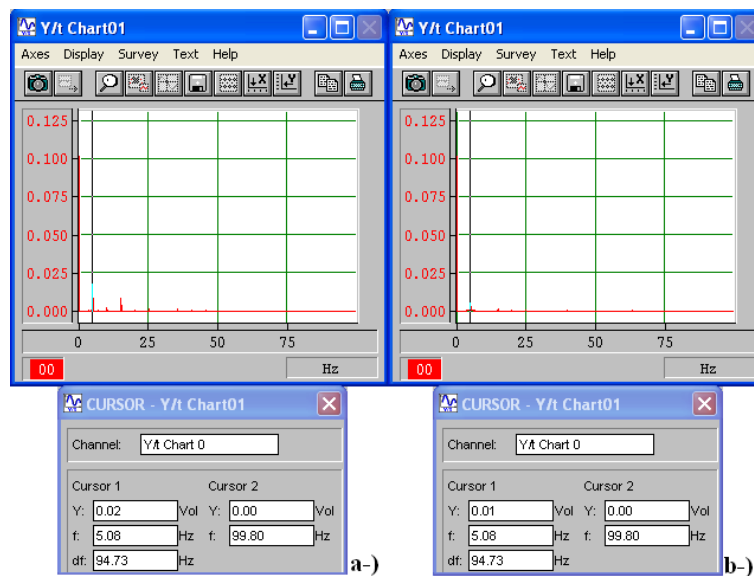 Y/t Chart01
Axes Display Survey Text Help
0.125
0.100
0.075
0.050
0.025
0.000
0 25 50 75
00 Hz
CURSOR - Y/t Chart01
Channel: Y/t Chart 0
Cursor 1 Cursor 2
Y: 0.02 Vol Y: 0.00 Vol
f: 5.08 Hz f: 99.80 Hz
df: 94.73 Hz
a-)
Y/t Chart01
Axes Display Survey Text Help
0.125
0.100
0.075
0.050
0.025
0.000
0 25 50 75
00 Hz
CURSOR - Y/t Chart01
Channel: Y/t Chart 0
Cursor 1 Cursor 2
Y: 0.01 Vol Y: 0.00 Vol
f: 5.08 Hz f: 99.80 Hz
df: 94.73 Hz
b-)